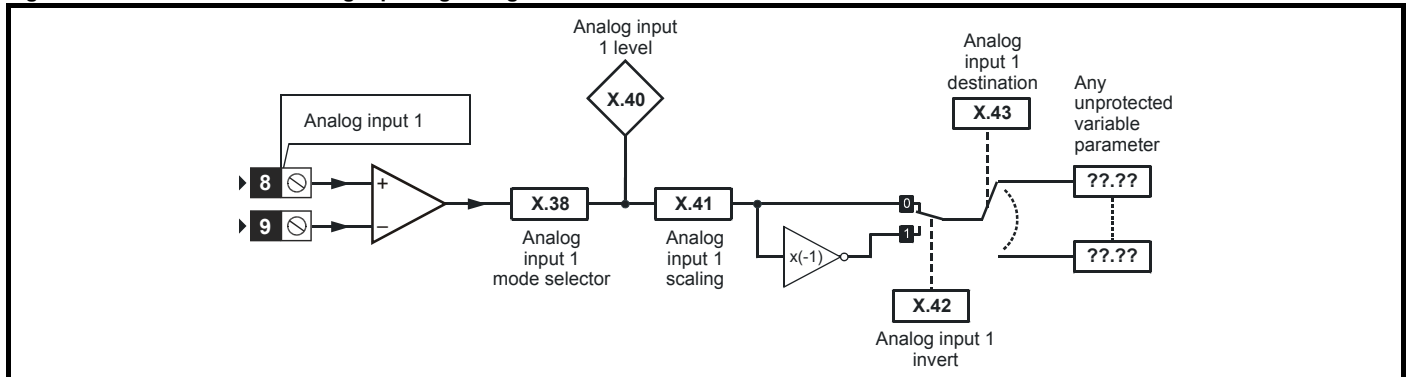 Analog input
1 level
X.40
Analog
input 1
destination
X.43
Any
unprotected
variable
parameter
Analog input 1
8
9
+
–
X.38
Analog
input 1
mode selector
X.41
Analog
input 1
scaling
x(-1)
0
1
X.42
Analog input 1
invert
??.??
??.??